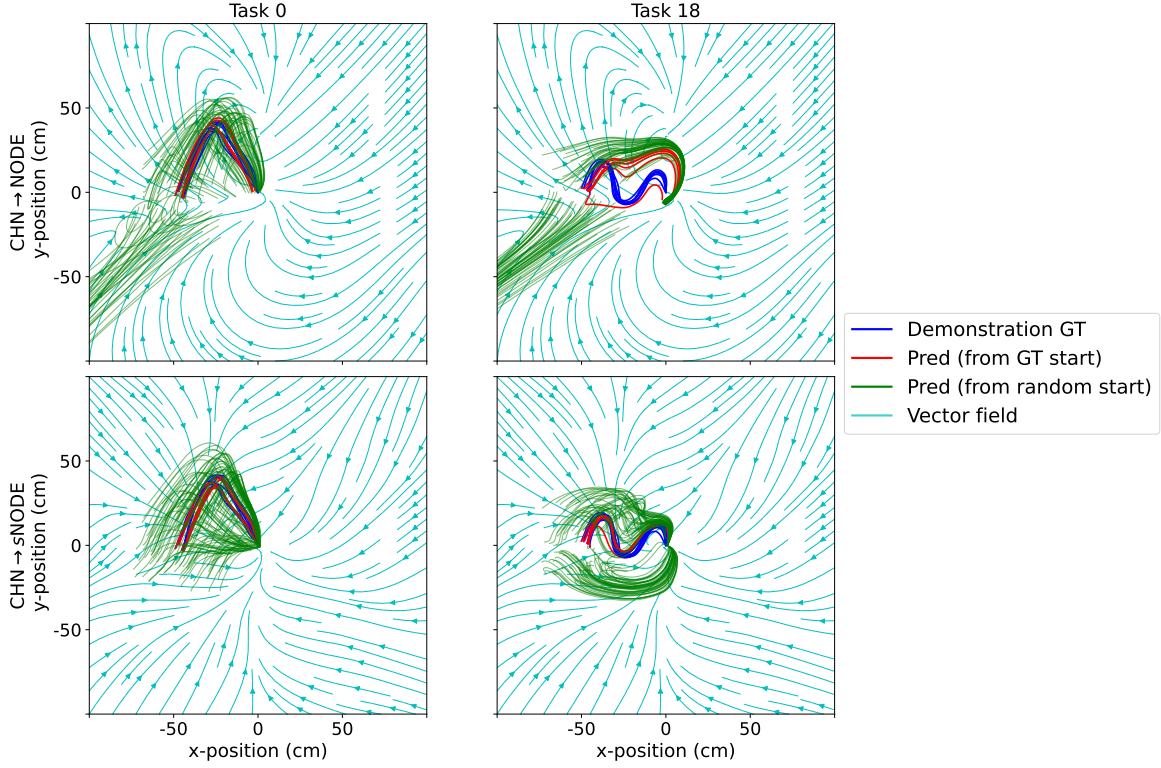 Task 0
Task 18
CHN→NODE
y-position (cm)
50
0
-50
CHN→sNODE
y-position (cm)
50
0
-50
-50
0
50
x-position (cm)
-50
0
50
x-position (cm)
Demonstration GT
Pred (from GT start)
Pred (from random start)
Vector field